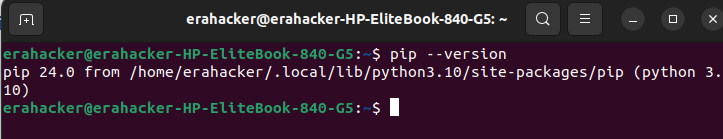 erahacker@erahacker-HP-EliteBook-840-G5: ~
erahacker@erahacker-HP-EliteBook-840-G5:~$ pip --version
pip 24.0 from /home/erahacker/.local/lib/python3.10/site-packages/pip (python 3.
10)
erahacker@erahacker-HP-EliteBook-840-G5:~$